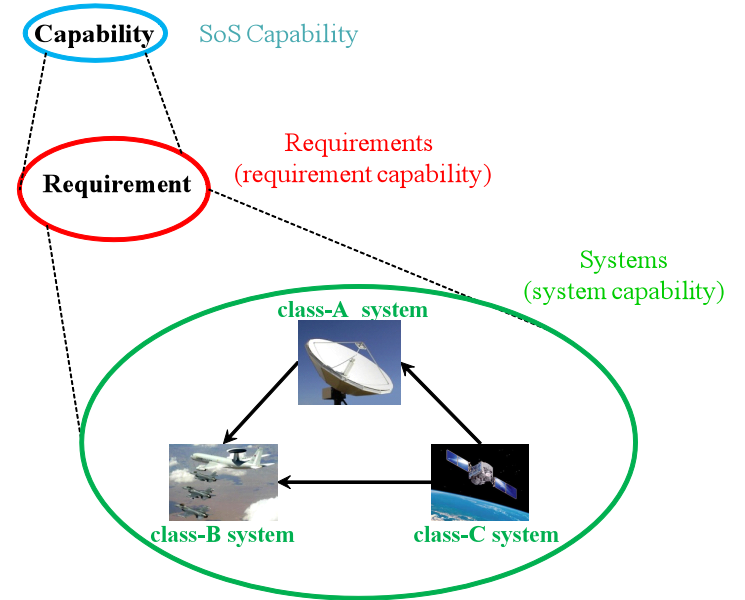 Capability
SoS Capability
Requirements
(requirement capability)
Requirement
Systems
(system capability)
class-A system
class-B system
class-C system